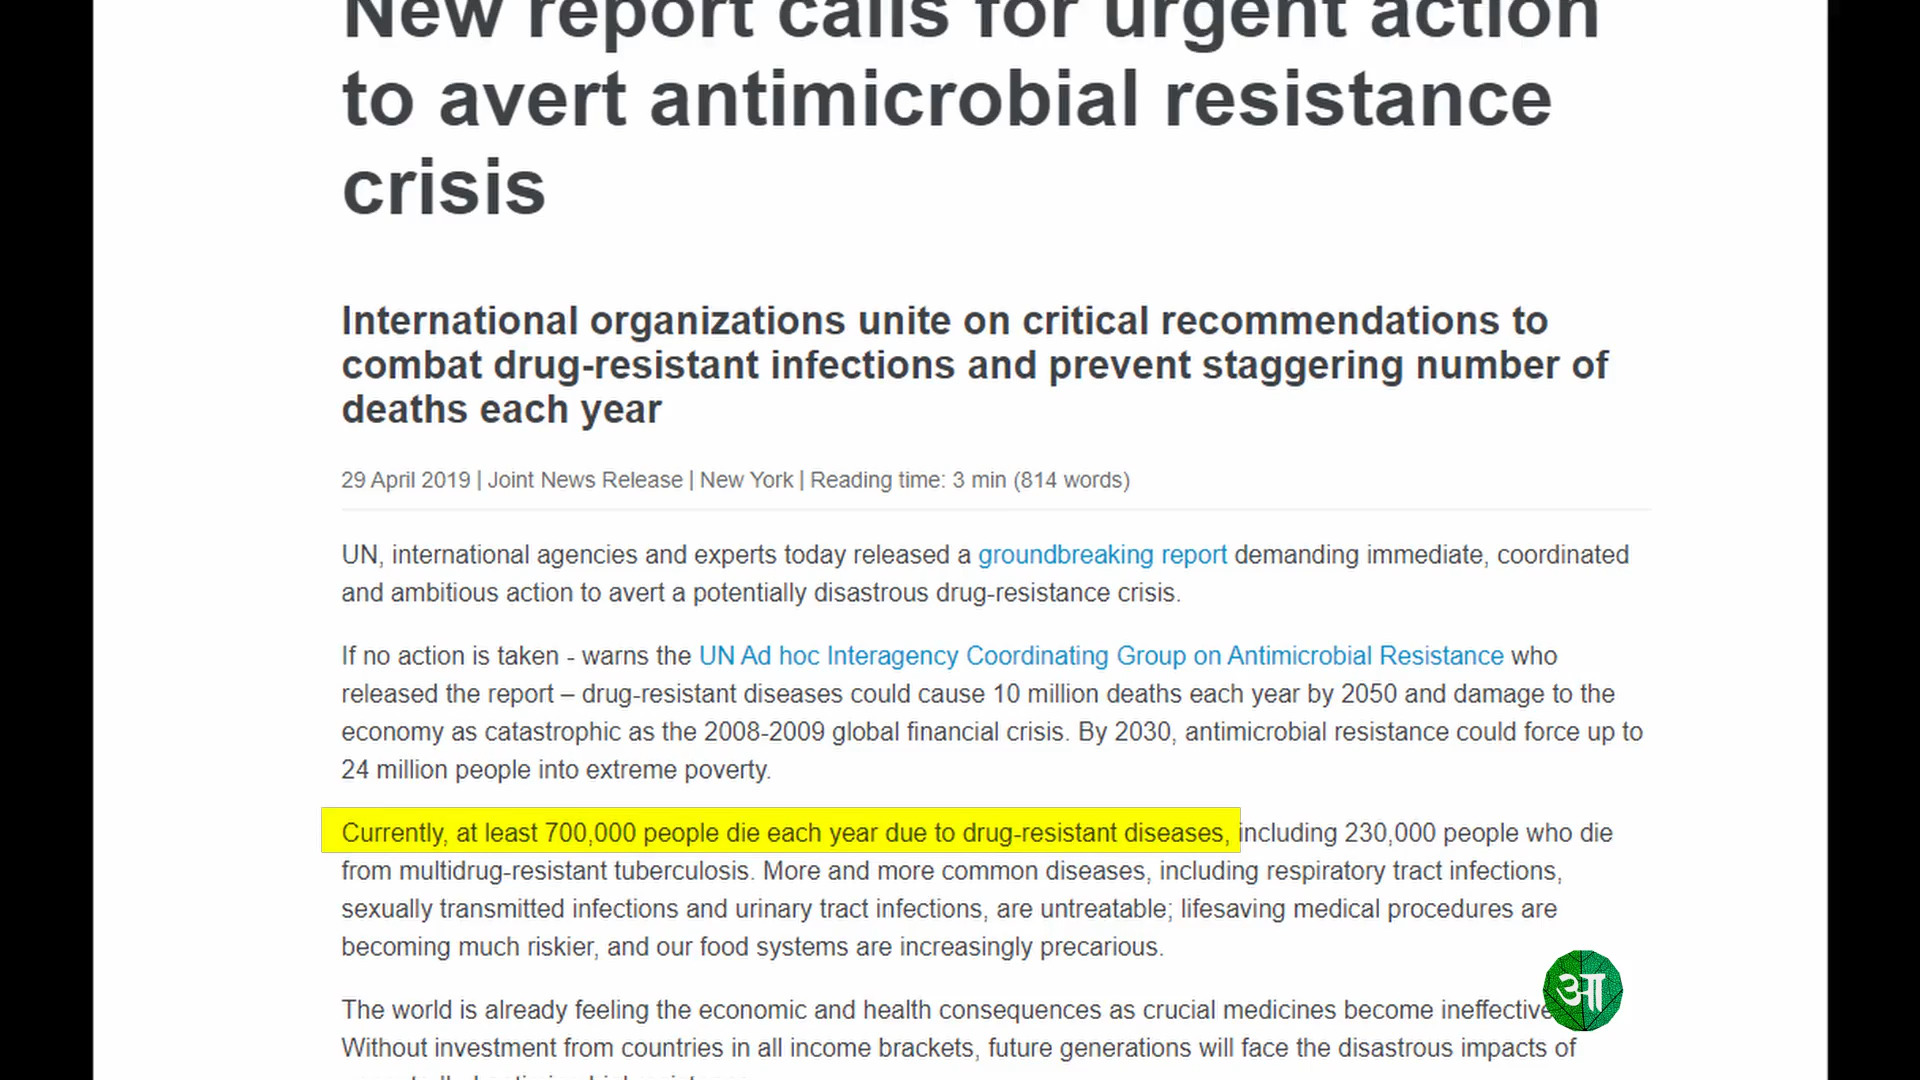 New report calls for urgent action
to avert antimicrobial resistance
crisis
International organizations unite on critical recommendations to
combat drug-resistant infections and prevent staggering number of
deaths each year
29 April 2019 | Joint News Release | New York | Reading time: 3 min (814 words)
UN, international agencies and experts today released a groundbreaking report demanding immediate, coordinated
and ambitious action to avert a potentially disastrous drug-resistance crisis.
If no action is taken - warns the UN Ad hoc Interagency Coordinating Group on Antimicrobial Resistance who
released the report – drug-resistant diseases could cause 10 million deaths each year by 2050 and damage to the
economy as catastrophic as the 2008-2009 global financial crisis. By 2030, antimicrobial resistance could force up to
24 million people into extreme poverty.
Currently, at least 700,000 people die each year due to drug-resistant diseases, including 230,000 people who die
from multidrug-resistant tuberculosis. More and more common diseases, including respiratory tract infections,
sexually transmitted infections and urinary tract infections, are untreatable; lifesaving medical procedures are
becoming much riskier, and our food systems are increasingly precarious.
The world is already feeling the economic and health consequences as crucial medicines become ineffective
आ
Without investment from countries in all income brackets, future generations will face the disastrous impacts of